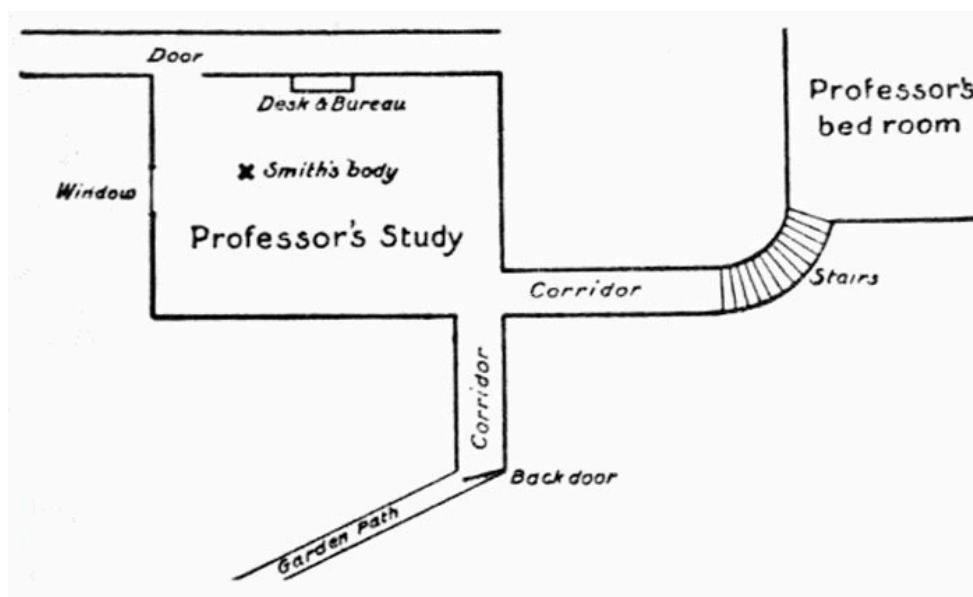 Door
Desk & Bureau
Professor's
bed room
Smith's body
Window
Professor's Study
Corridor
Stairs
Corridor
Back door
Garden Path